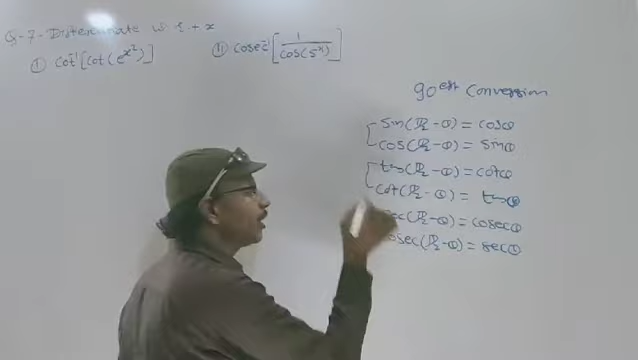 Q-7- Differentiate w r t x
① cot⁻¹[cot(e^x²)]
② cosec⁻¹[1/cos(5^x)]
90 Conversion
sin(π/2-θ) = cosθ
cos(π/2-θ) = sinθ
tan(π/2-θ) = cotθ
cot(π/2-θ) = tanθ
sec(π/2-θ) = cosecθ
cosec(π/2-θ) = secθ